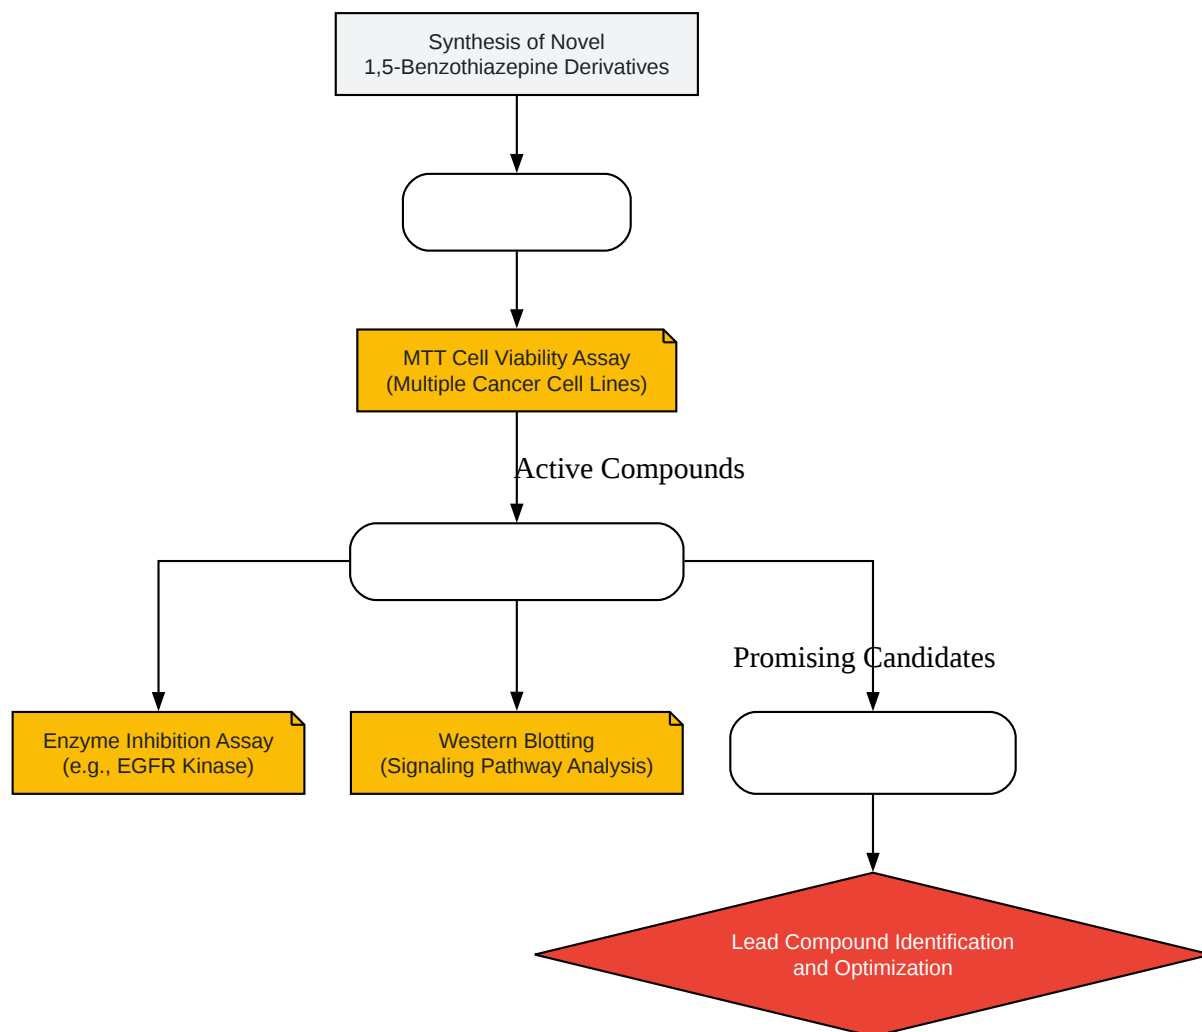 Synthesis of Novel
1,5-Benzothiazepine Derivatives
MTT Cell Viability Assay
(Multiple Cancer Cell Lines)
Active Compounds
Promising Candidates
Enzyme Inhibition Assay
(e.g., EGFR Kinase)
Western Blotting
(Signaling Pathway Analysis)
Lead Compound Identification
and Optimization